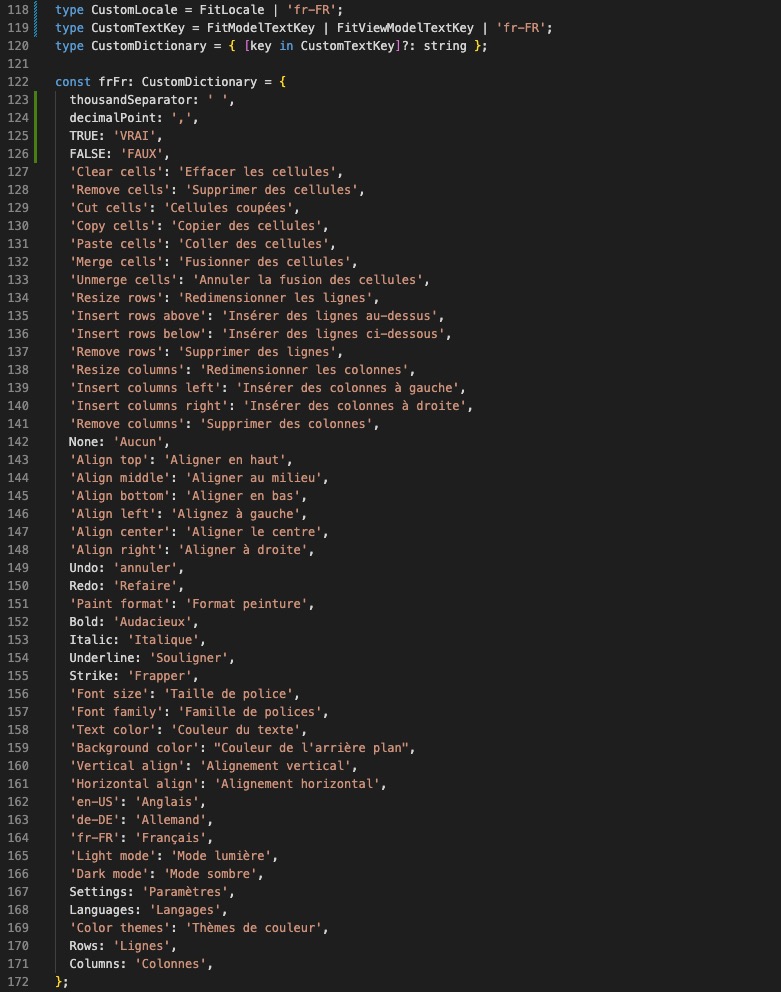 118 type CustomLocale = FitLocale | 'fr-FR';
119 type CustomTextKey = FitModelTextKey | FitViewModelTextKey | 'fr-FR';
120 type CustomDictionary = { [key in CustomTextKey]?: string };
121
122 const frFr: CustomDictionary = {
123 thousandSeparator: ' ',
124 decimalPoint: ',',
125 TRUE: 'VRAI',
126 FALSE: 'FAUX',
127 'Clear cells': 'Effacer les cellules',
128 'Remove cells': 'Supprimer des cellules',
129 'Cut cells': 'Cellules coupées',
130 'Copy cells': 'Copier des cellules',
131 'Paste cells': 'Coller des cellules',
132 'Merge cells': 'Fusionner des cellules',
133 'Unmerge cells': 'Annuler la fusion des cellules',
134 'Resize rows': 'Redimensionner les lignes',
135 'Insert rows above': 'Insérer des lignes au-dessus',
136 'Insert rows below': 'Insérer des lignes ci-dessous',
137 'Remove rows': 'Supprimer des lignes',
138 'Resize columns': 'Redimensionner les colonnes',
139 'Insert columns left': 'Insérer des colonnes à gauche',
140 'Insert columns right': 'Insérer des colonnes à droite',
141 'Remove columns': 'Supprimer des colonnes',
142 None: 'Aucun',
143 'Align top': 'Aligner en haut',
144 'Align middle': 'Aligner au milieu',
145 'Align bottom': 'Aligner en bas',
146 'Align left': 'Alignez à gauche',
147 'Align center': 'Aligner le centre',
148 'Align right': 'Aligner à droite',
149 Undo: 'annuler',
150 Redo: 'Refaire',
151 'Paint format': 'Format peinture',
152 Bold: 'Audacieux',
153 Italic: 'Italique',
154 Underline: 'Souligner',
155 Strike: 'Frapper',
156 'Font size': 'Taille de police',
157 'Font family': 'Famille de polices',
158 'Text color': 'Couleur du texte',
159 'Background color': "Couleur de l'arrière plan",
160 'Vertical align': 'Alignement vertical',
161 'Horizontal align': 'Alignement horizontal',
162 'en-US': 'Anglais',
163 'de-DE': 'Allemand',
164 'fr-FR': 'Français',
165 'Light mode': 'Mode lumière',
166 'Dark mode': 'Mode sombre',
167 Settings: 'Paramètres',
168 Languages: 'Langages',
169 'Color themes': 'Thèmes de couleur',
170 Rows: 'Lignes',
171 Columns: 'Colonnes',
172 };